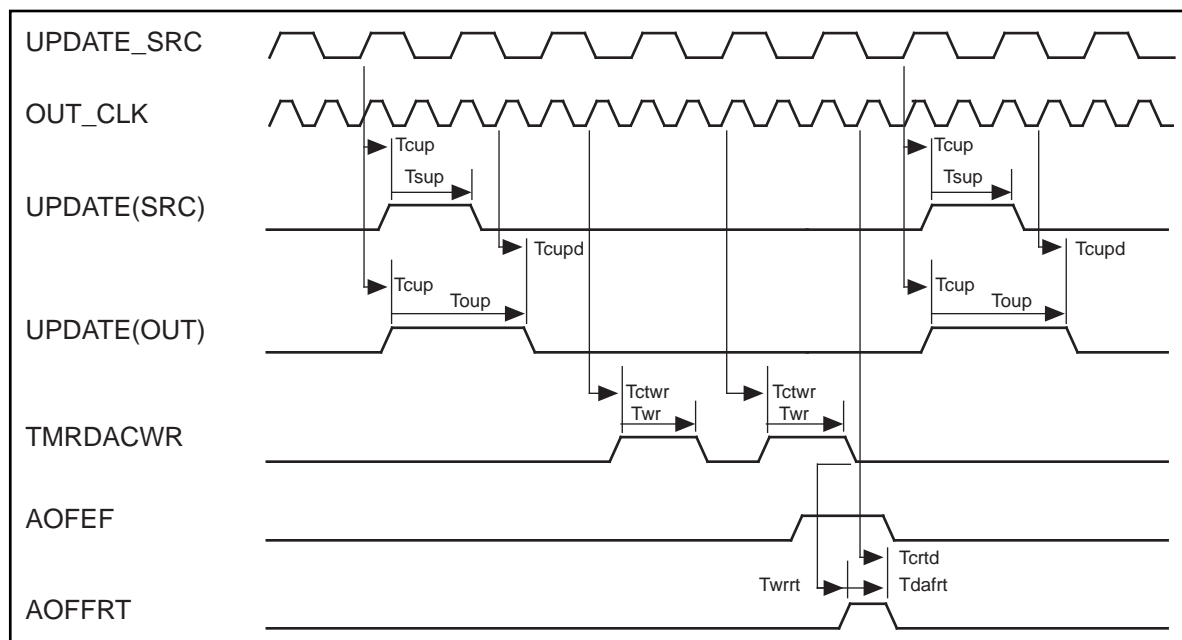 UPDATE_SRC
OUT_CLK
Tcup Tcup
Tsup Tsup
UPDATE(SRC)
Tcupd Tcupd
Tcup Tcup
Toup Toup
UPDATE(OUT)
Tctwr Tctwr
Twr Twr
TMRDACWR
AOFEF
Tcrtd
Twrrt Tdafrt
AOFFRT